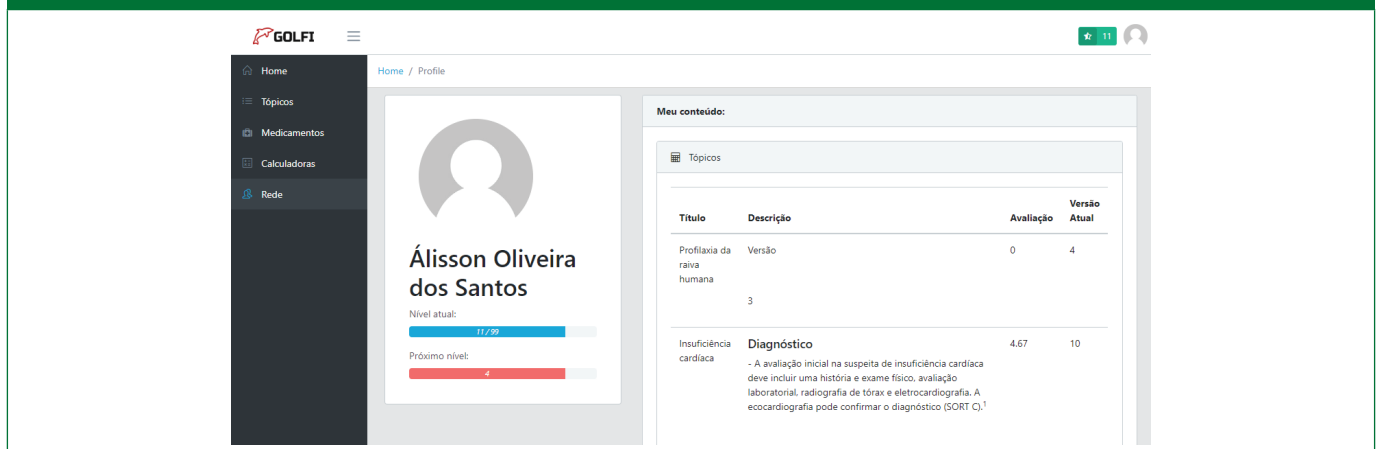 GOLFI
11
Home
Tópicos
Medicamentos
Calculadoras
Rede
Home / Profile
Álisson Oliveira
dos Santos
Nível atual:
11 / 99
Próximo nível:
4
Meu conteúdo:
Tópicos
Título Descrição Avaliação Versão Atual
Profilaxia da raiva humana Versão 0 4
3
Insuficiência cardíaca Diagnóstico 4.67 10
- A avaliação inicial na suspeita de insuficiência cardíaca
deve incluir uma história e exame físico, avaliação
laboratorial, radiografia de tórax e eletrocardiografia. A
ecocardiografia pode confirmar o diagnóstico (SORT C).¹